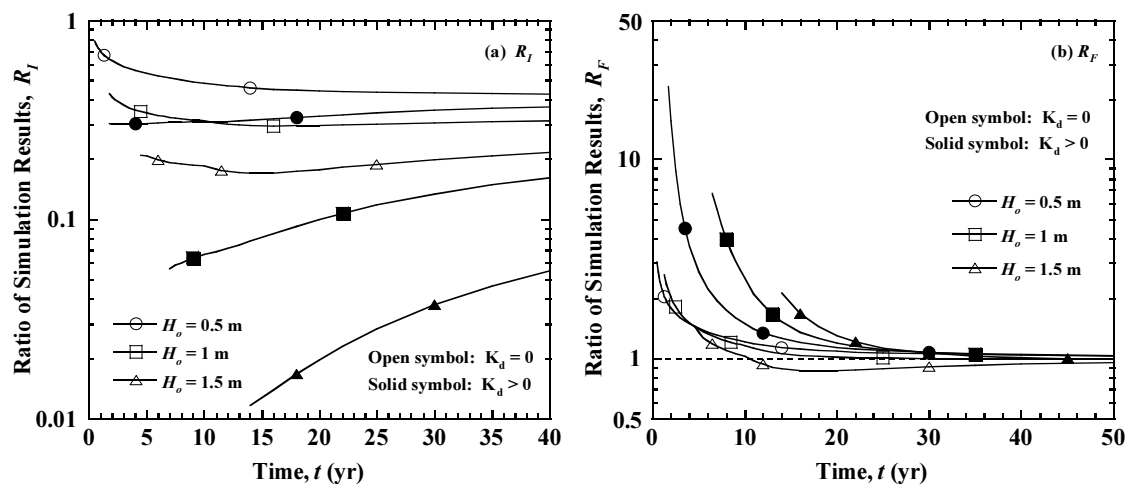 (a) R_I
Ratio of Simulation Results, R_I
1
0.1
0.01
H_o = 0.5 m
H_o = 1 m
H_o = 1.5 m
Open symbol: K_d = 0
Solid symbol: K_d > 0
0 5 10 15 20 22 30 35 40
Time, t (yr)
(b) R_F
Ratio of Simulation Results, R_F
50
10
1
0.5
Open symbol: K_d = 0
Solid symbol: K_d > 0
H_o = 0.5 m
H_o = 1 m
H_o = 1.5 m
0 10 20 30 40 50
Time, t (yr)